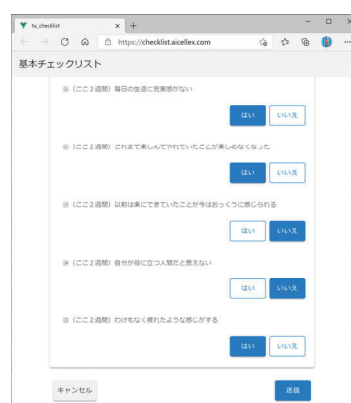 to_checklist
https://checklist.aicellex.com
基本チェックリスト
㉑（ここ2週間）毎日の生活に充実感がない
はい いいえ
㉒（ここ2週間）これまで楽しんでやれていたことが楽しめなくなった
はい いいえ
㉓（ここ2週間）以前は楽にできていたことが今はおっくうに感じられる
はい いいえ
㉔（ここ2週間）自分が役に立つ人間だと思えない
はい いいえ
㉕（ここ2週間）わけもなく疲れたような感じがする
はい いいえ
キャンセル 送信